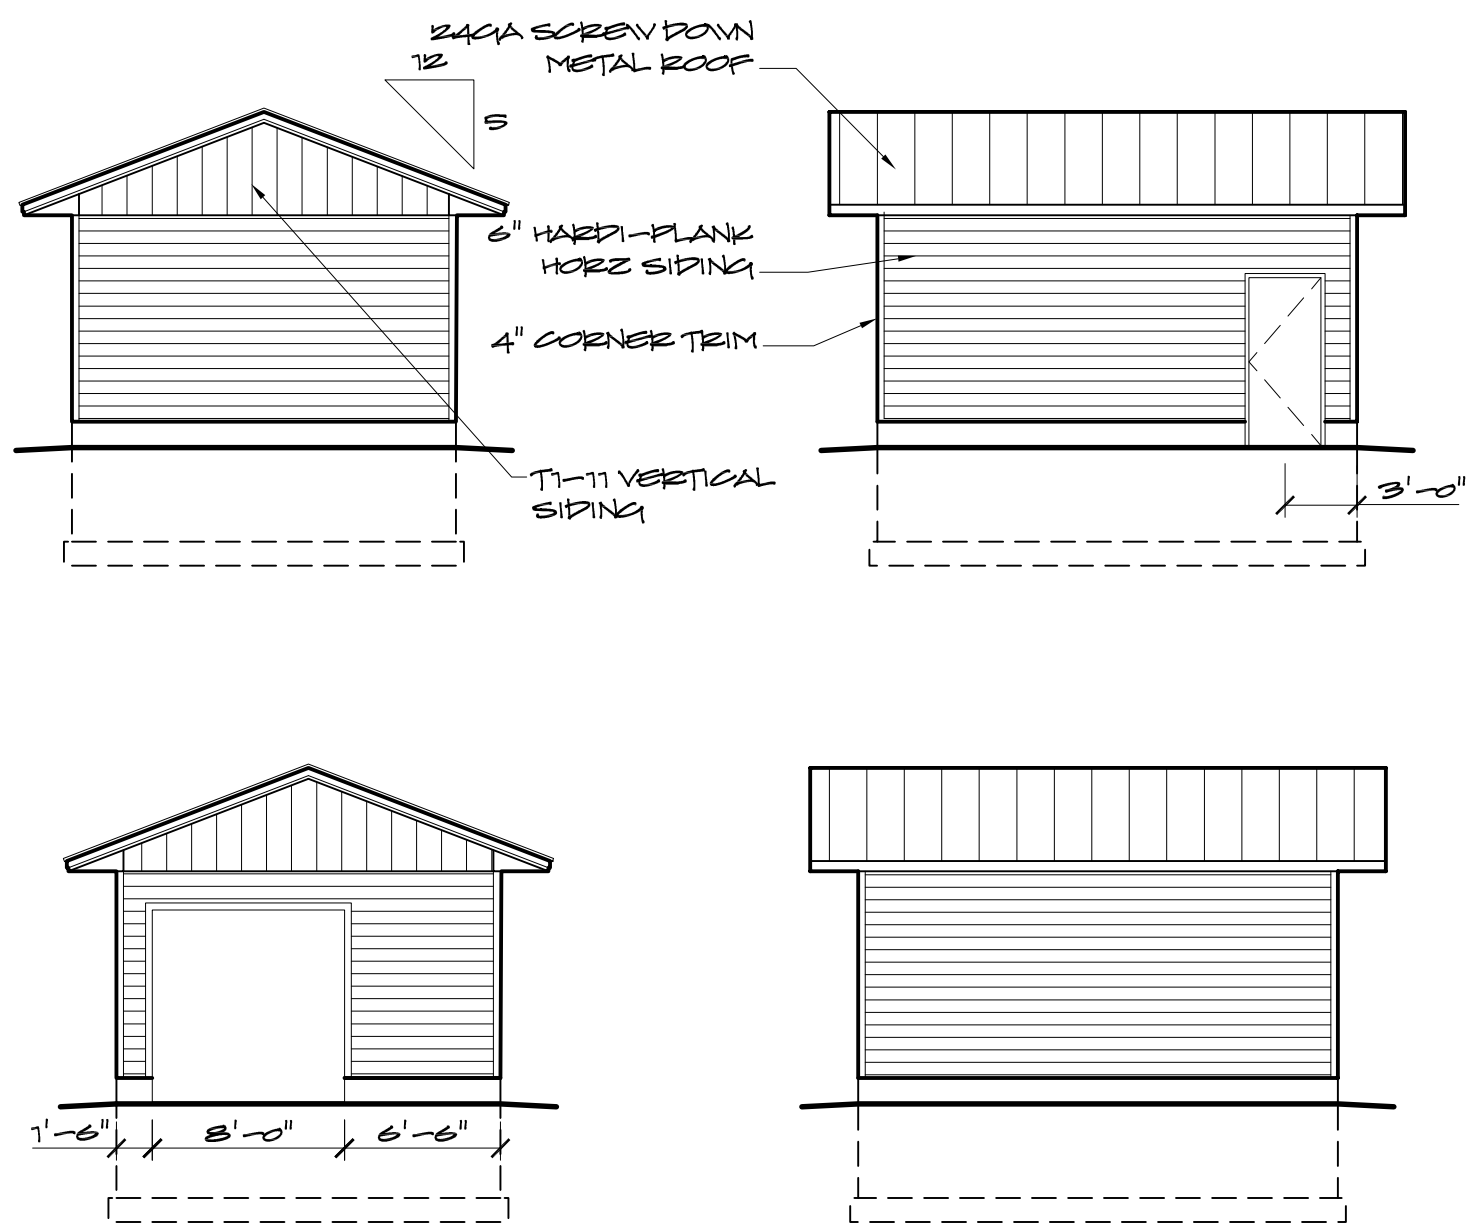 24GA SCREW DOWN
METAL ROOF
12
5
6" HARDI-PLANK
HORZ SIDING
4" CORNER TRIM
T1-11 VERTICAL
SIDING
3'-0"
1'-6"
8'-0"
6'-6"